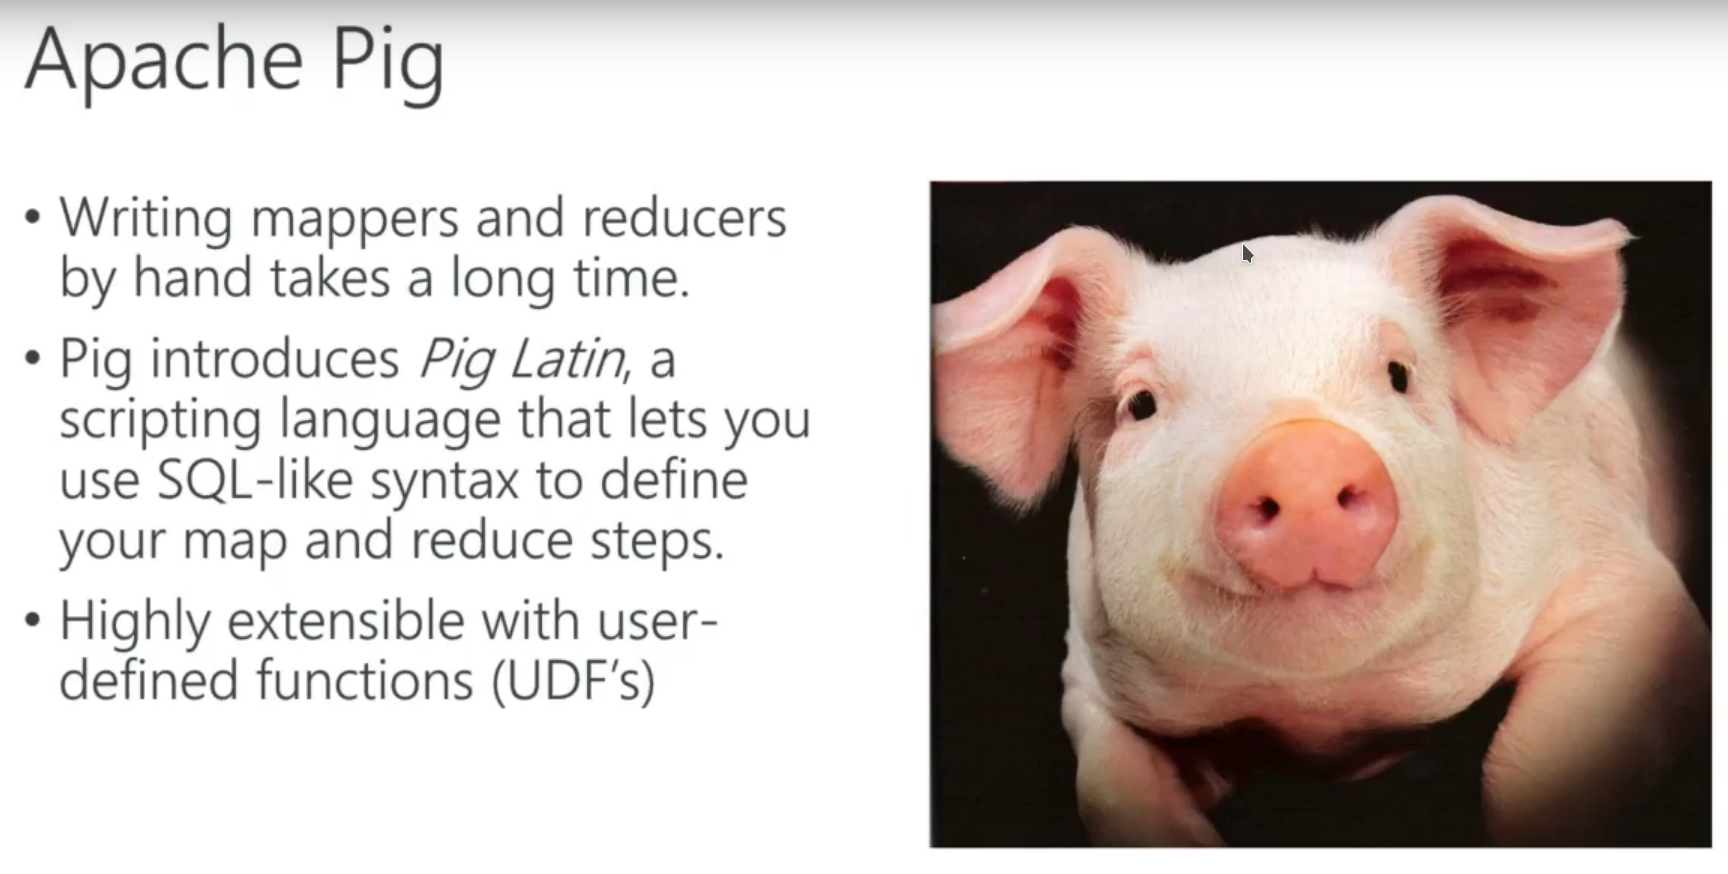 Apache Pig
• Writing mappers and reducers
by hand takes a long time.
• Pig introduces Pig Latin, a
scripting language that lets you
use SQL-like syntax to define
your map and reduce steps.
• Highly extensible with user-
defined functions (UDF’s)